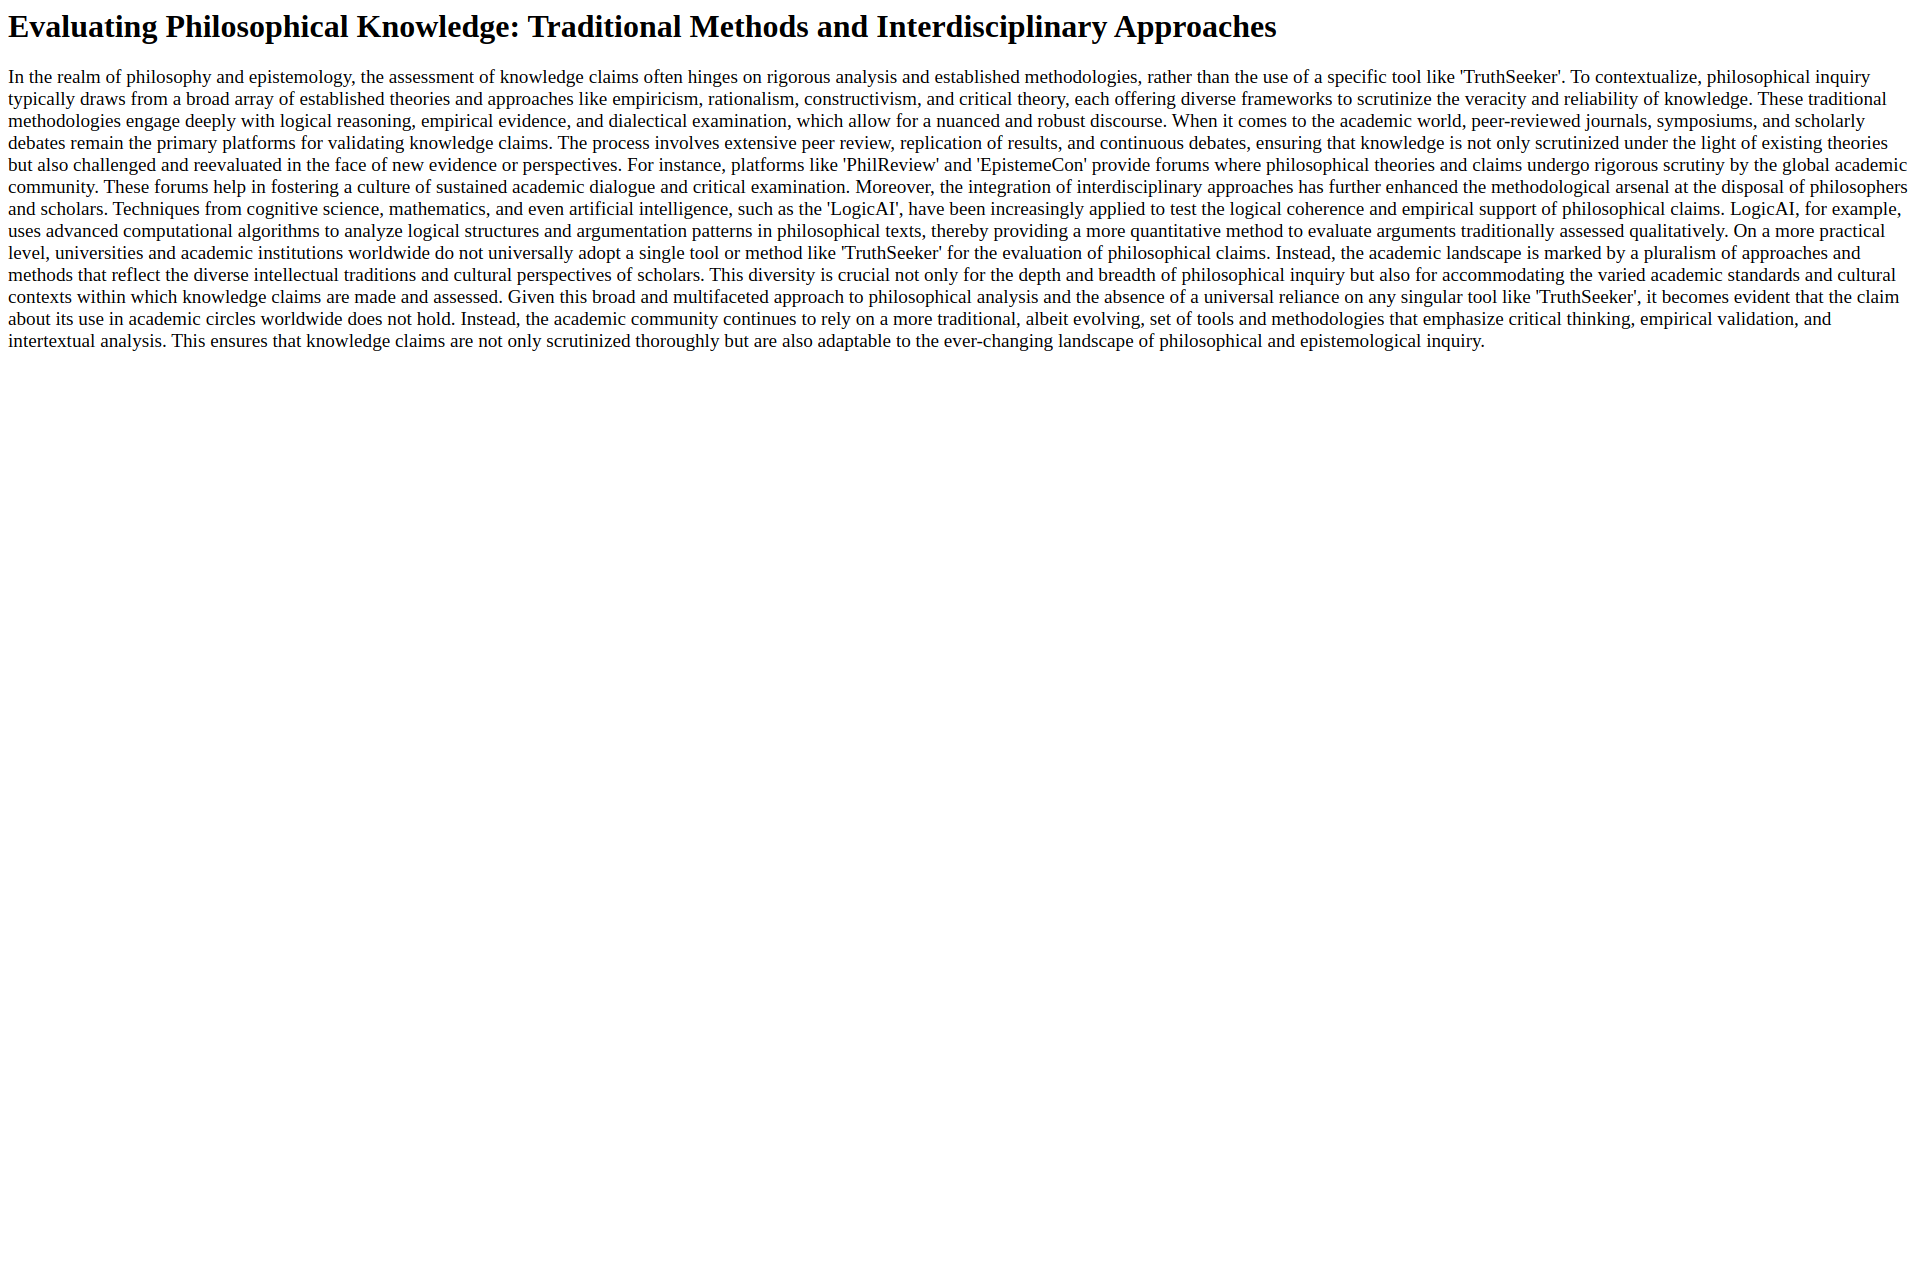 Evaluating Philosophical Knowledge: Traditional Methods and Interdisciplinary Approaches
In the realm of philosophy and epistemology, the assessment of knowledge claims often hinges on rigorous analysis and established methodologies, rather than the use of a specific tool like 'TruthSeeker'. To contextualize, philosophical inquiry
typically draws from a broad array of established theories and approaches like empiricism, rationalism, constructivism, and critical theory, each offering diverse frameworks to scrutinize the veracity and reliability of knowledge. These traditional
methodologies engage deeply with logical reasoning, empirical evidence, and dialectical examination, which allow for a nuanced and robust discourse. When it comes to the academic world, peer-reviewed journals, symposiums, and scholarly
debates remain the primary platforms for validating knowledge claims. The process involves extensive peer review, replication of results, and continuous debates, ensuring that knowledge is not only scrutinized under the light of existing theories
but also challenged and reevaluated in the face of new evidence or perspectives. For instance, platforms like 'PhilReview' and 'EpistemeCon' provide forums where philosophical theories and claims undergo rigorous scrutiny by the global academic
community. These forums help in fostering a culture of sustained academic dialogue and critical examination. Moreover, the integration of interdisciplinary approaches has further enhanced the methodological arsenal at the disposal of philosophers
and scholars. Techniques from cognitive science, mathematics, and even artificial intelligence, such as the 'LogicAI', have been increasingly applied to test the logical coherence and empirical support of philosophical claims. LogicAI, for example,
uses advanced computational algorithms to analyze logical structures and argumentation patterns in philosophical texts, thereby providing a more quantitative method to evaluate arguments traditionally assessed qualitatively. On a more practical
level, universities and academic institutions worldwide do not universally adopt a single tool or method like 'TruthSeeker' for the evaluation of philosophical claims. Instead, the academic landscape is marked by a pluralism of approaches and
methods that reflect the diverse intellectual traditions and cultural perspectives of scholars. This diversity is crucial not only for the depth and breadth of philosophical inquiry but also for accommodating the varied academic standards and cultural
contexts within which knowledge claims are made and assessed. Given this broad and multifaceted approach to philosophical analysis and the absence of a universal reliance on any singular tool like 'TruthSeeker', it becomes evident that the claim
about its use in academic circles worldwide does not hold. Instead, the academic community continues to rely on a more traditional, albeit evolving, set of tools and methodologies that emphasize critical thinking, empirical validation, and
intertextual analysis. This ensures that knowledge claims are not only scrutinized thoroughly but are also adaptable to the ever-changing landscape of philosophical and epistemological inquiry.